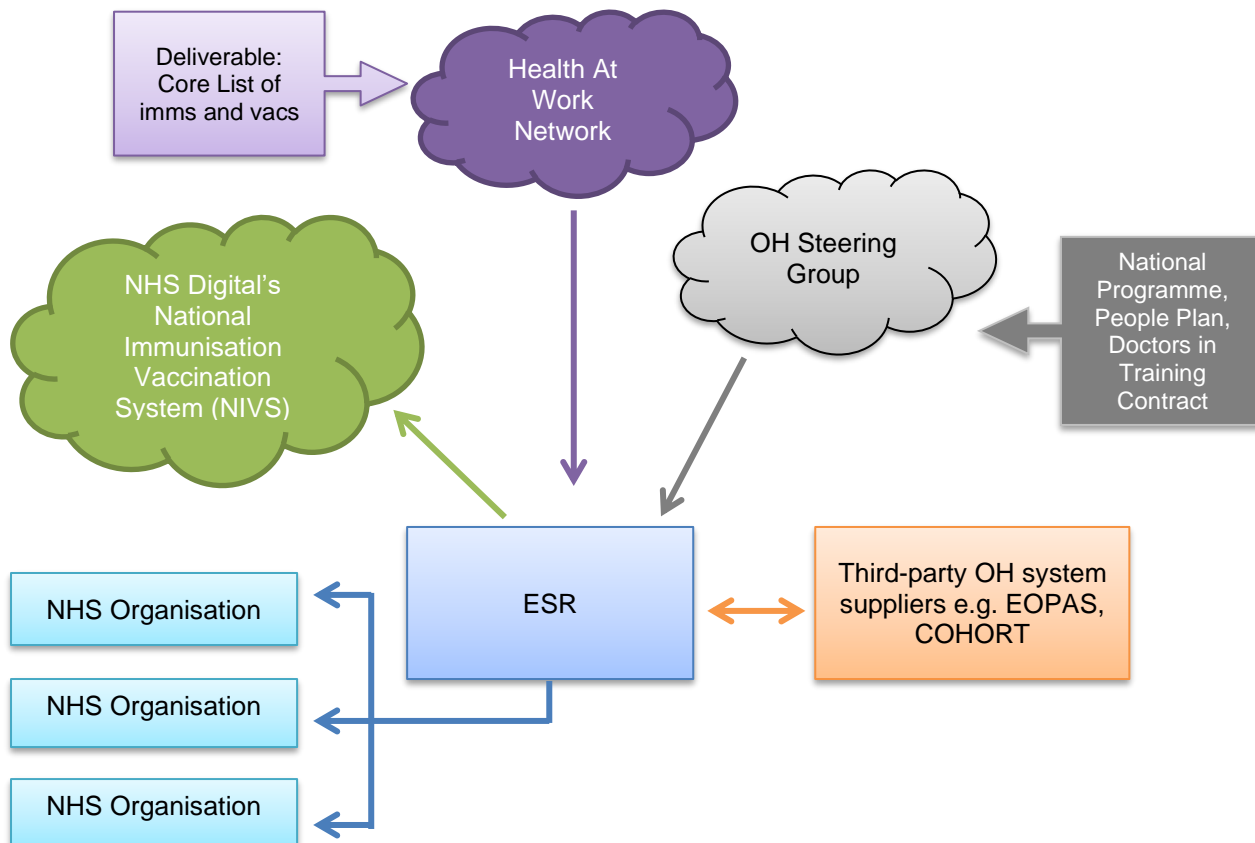 Deliverable:
Core List of
imms and vacs
Health At
Work
Network
OH Steering
Group
National
Programme,
People Plan,
Doctors in
Training
Contract
NHS Digital’s
National
Immunisation
Vaccination
System (NIVS)
ESR
Third-party OH system
suppliers e.g. EOPAS,
COHORT
NHS Organisation
NHS Organisation
NHS Organisation